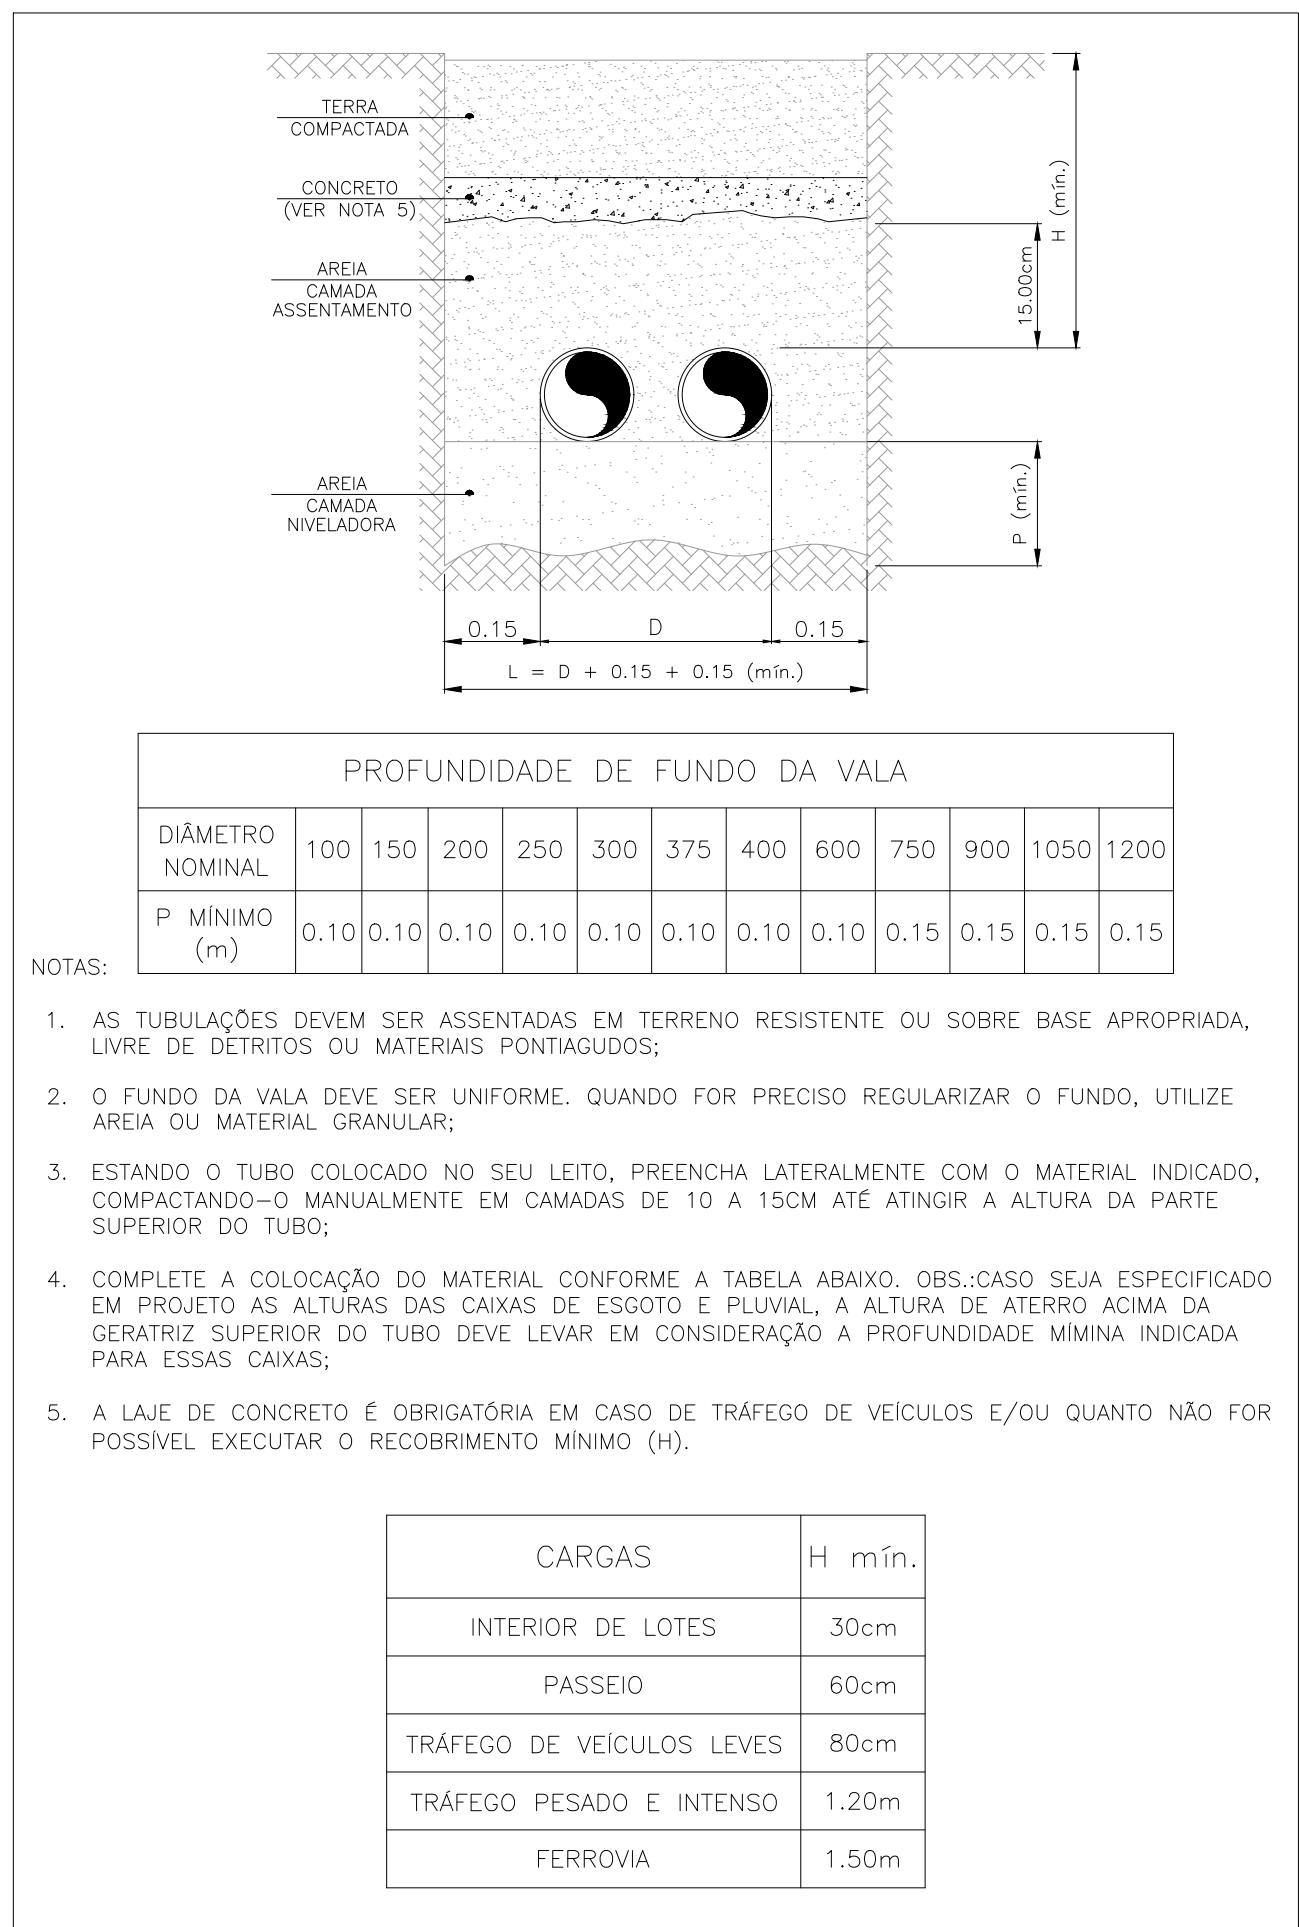 TERRA
COMPACTADA
CONCRETO
(VER NOTA 5)
H (mín.)
15.00cm
AREIA
CAMADA
ASSENTAMENTO
AREIA
CAMADA
NIVELADORA
P (mín.)
0.15 D 0.15
L = D + 0.15 + 0.15 (mín.)
PROFUNDIDADE DE FUNDO DA VALA
DIÂMETRO
NOMINAL
100 150 200 250 300 375 400 600 750 900 1050 1200
P MÍNIMO
(m)
0.10 0.10 0.10 0.10 0.10 0.10 0.10 0.10 0.15 0.15 0.15 0.15
NOTAS:
1. AS TUBULAÇÕES DEVEM SER ASSENTADAS EM TERRENO RESISTENTE OU SOBRE BASE APROPRIADA,
LIVRE DE DETRITOS OU MATERIAIS PONTIAGUDOS;
2. O FUNDO DA VALA DEVE SER UNIFORME. QUANDO FOR PRECISO REGULARIZAR O FUNDO, UTILIZE
AREIA OU MATERIAL GRANULAR;
3. ESTANDO O TUBO COLOCADO NO SEU LEITO, PREENCHA LATERALMENTE COM O MATERIAL INDICADO,
COMPACTANDO-O MANUALMENTE EM CAMADAS DE 10 A 15CM ATÉ ATINGIR A ALTURA DA PARTE
SUPERIOR DO TUBO;
4. COMPLETE A COLOCAÇÃO DO MATERIAL CONFORME A TABELA ABAIXO. OBS.:CASO SEJA ESPECIFICADO
EM PROJETO AS ALTURAS DAS CAIXAS DE ESGOTO E PLUVIAL, A ALTURA DE ATERRO ACIMA DA
GERATRIZ SUPERIOR DO TUBO DEVE LEVAR EM CONSIDERAÇÃO A PROFUNDIDADE MÍMINA INDICADA
PARA ESSAS CAIXAS;
5. A LAJE DE CONCRETO É OBRIGATÓRIA EM CASO DE TRÁFEGO DE VEÍCULOS E/OU QUANTO NÃO FOR
POSSÍVEL EXECUTAR O RECOBRIMENTO MÍNIMO (H).
CARGAS H mín.
INTERIOR DE LOTES 30cm
PASSEIO 60cm
TRÁFEGO DE VEÍCULOS LEVES 80cm
TRÁFEGO PESADO E INTENSO 1.20m
FERROVIA 1.50m